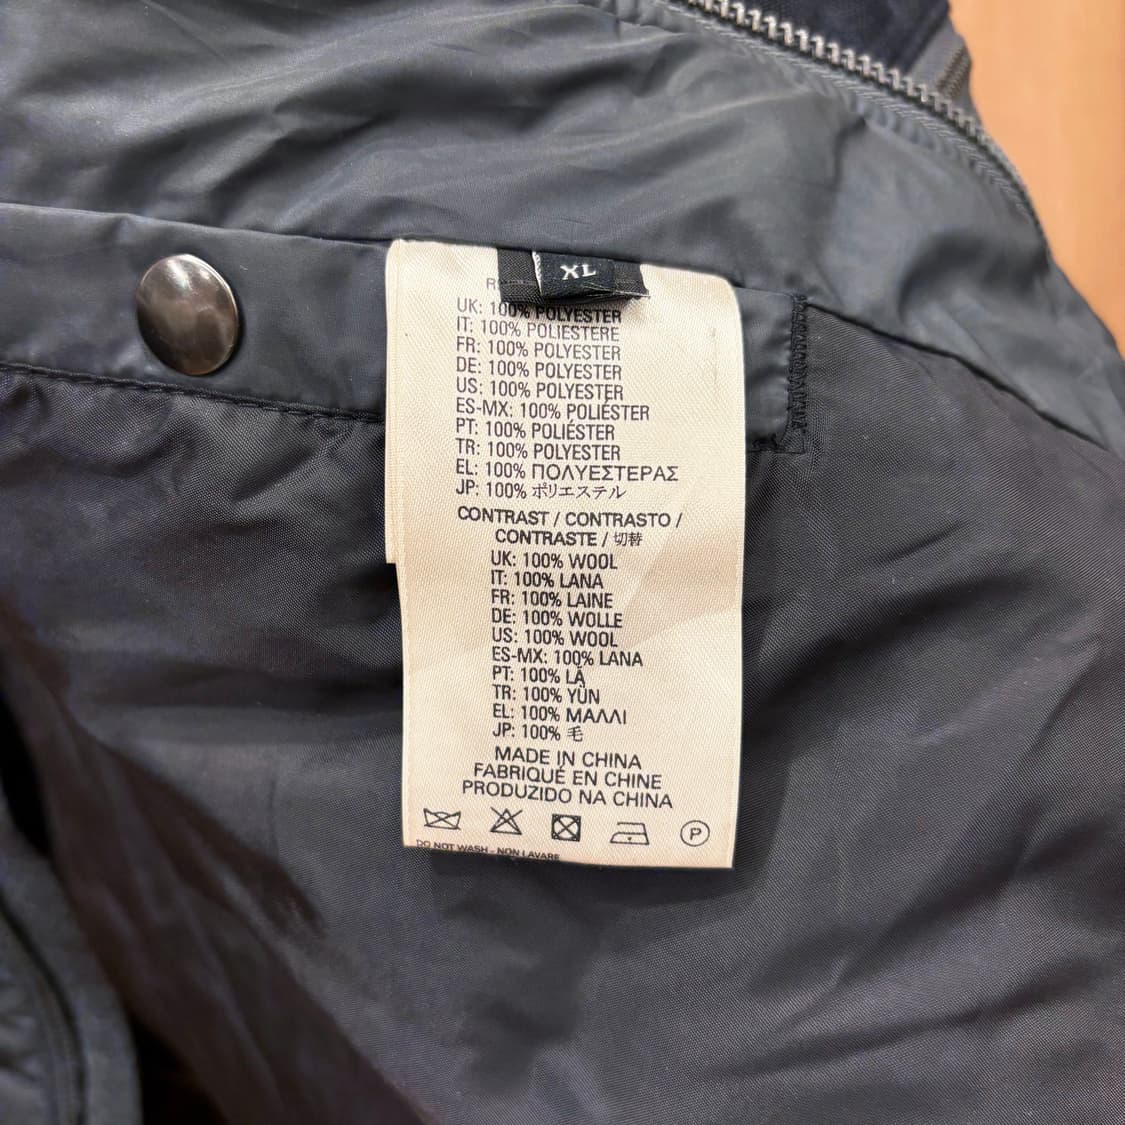 XL
UK: 100% POLYESTER
IT: 100% POLIESTERE
FR: 100% POLYESTER
DE: 100% POLYESTER
US: 100% POLYESTER
ES-MX: 100% POLIÉSTER
PT: 100% POLIÉSTER
TR: 100% POLYESTER
EL: 100% ΠΟΛΥΕΣΤΕΡΑΣ
JP: 100% ポリエステル
CONTRAST / CONTRASTO /
CONTRASTE / 切替
UK: 100% WOOL
IT: 100% LANA
FR: 100% LAINE
DE: 100% WOLLE
US: 100% WOOL
ES-MX: 100% LANA
PT: 100% LÃ
TR: 100% YÜN
EL: 100% ΜΑΛΛΙ
JP: 100% 毛
MADE IN CHINA
FABRIQUÉ EN CHINE
PRODUZIDO NA CHINA
P
DO NOT WASH - NON LAVARE